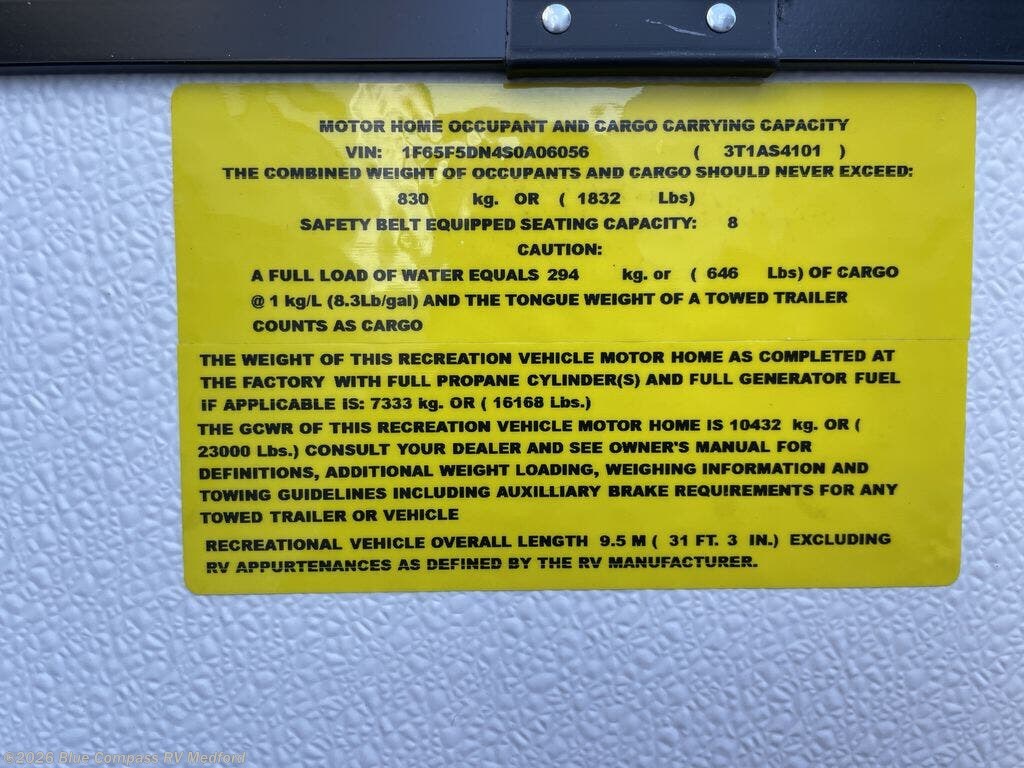 MOTOR HOME OCCUPANT AND CARGO CARRYING CAPACITY
VIN: 1F65F5DN4S0A06056 ( 3T1AS4101 )
THE COMBINED WEIGHT OF OCCUPANTS AND CARGO SHOULD NEVER EXCEED:
830 kg. OR ( 1832 Lbs)
SAFETY BELT EQUIPPED SEATING CAPACITY: 8
CAUTION:
A FULL LOAD OF WATER EQUALS 294 kg. or ( 646 Lbs) OF CARGO
@ 1 kg/L (8.3Lb/gal) AND THE TONGUE WEIGHT OF A TOWED TRAILER
COUNTS AS CARGO
THE WEIGHT OF THIS RECREATION VEHICLE MOTOR HOME AS COMPLETED AT
THE FACTORY WITH FULL PROPANE CYLINDER(S) AND FULL GENERATOR FUEL
IF APPLICABLE IS: 7333 kg. OR ( 16168 Lbs.)
THE GCWR OF THIS RECREATION VEHICLE MOTOR HOME IS 10432 kg. OR (
23000 Lbs.) CONSULT YOUR DEALER AND SEE OWNER'S MANUAL FOR
DEFINITIONS, ADDITIONAL WEIGHT LOADING, WEIGHING INFORMATION AND
TOWING GUIDELINES INCLUDING AUXILLIARY BRAKE REQUIREMENTS FOR ANY
TOWED TRAILER OR VEHICLE
RECREATIONAL VEHICLE OVERALL LENGTH 9.5 M ( 31 FT. 3 IN.) EXCLUDING
RV APPURTENANCES AS DEFINED BY THE RV MANUFACTURER.
©2026 Blue Compass RV Medford